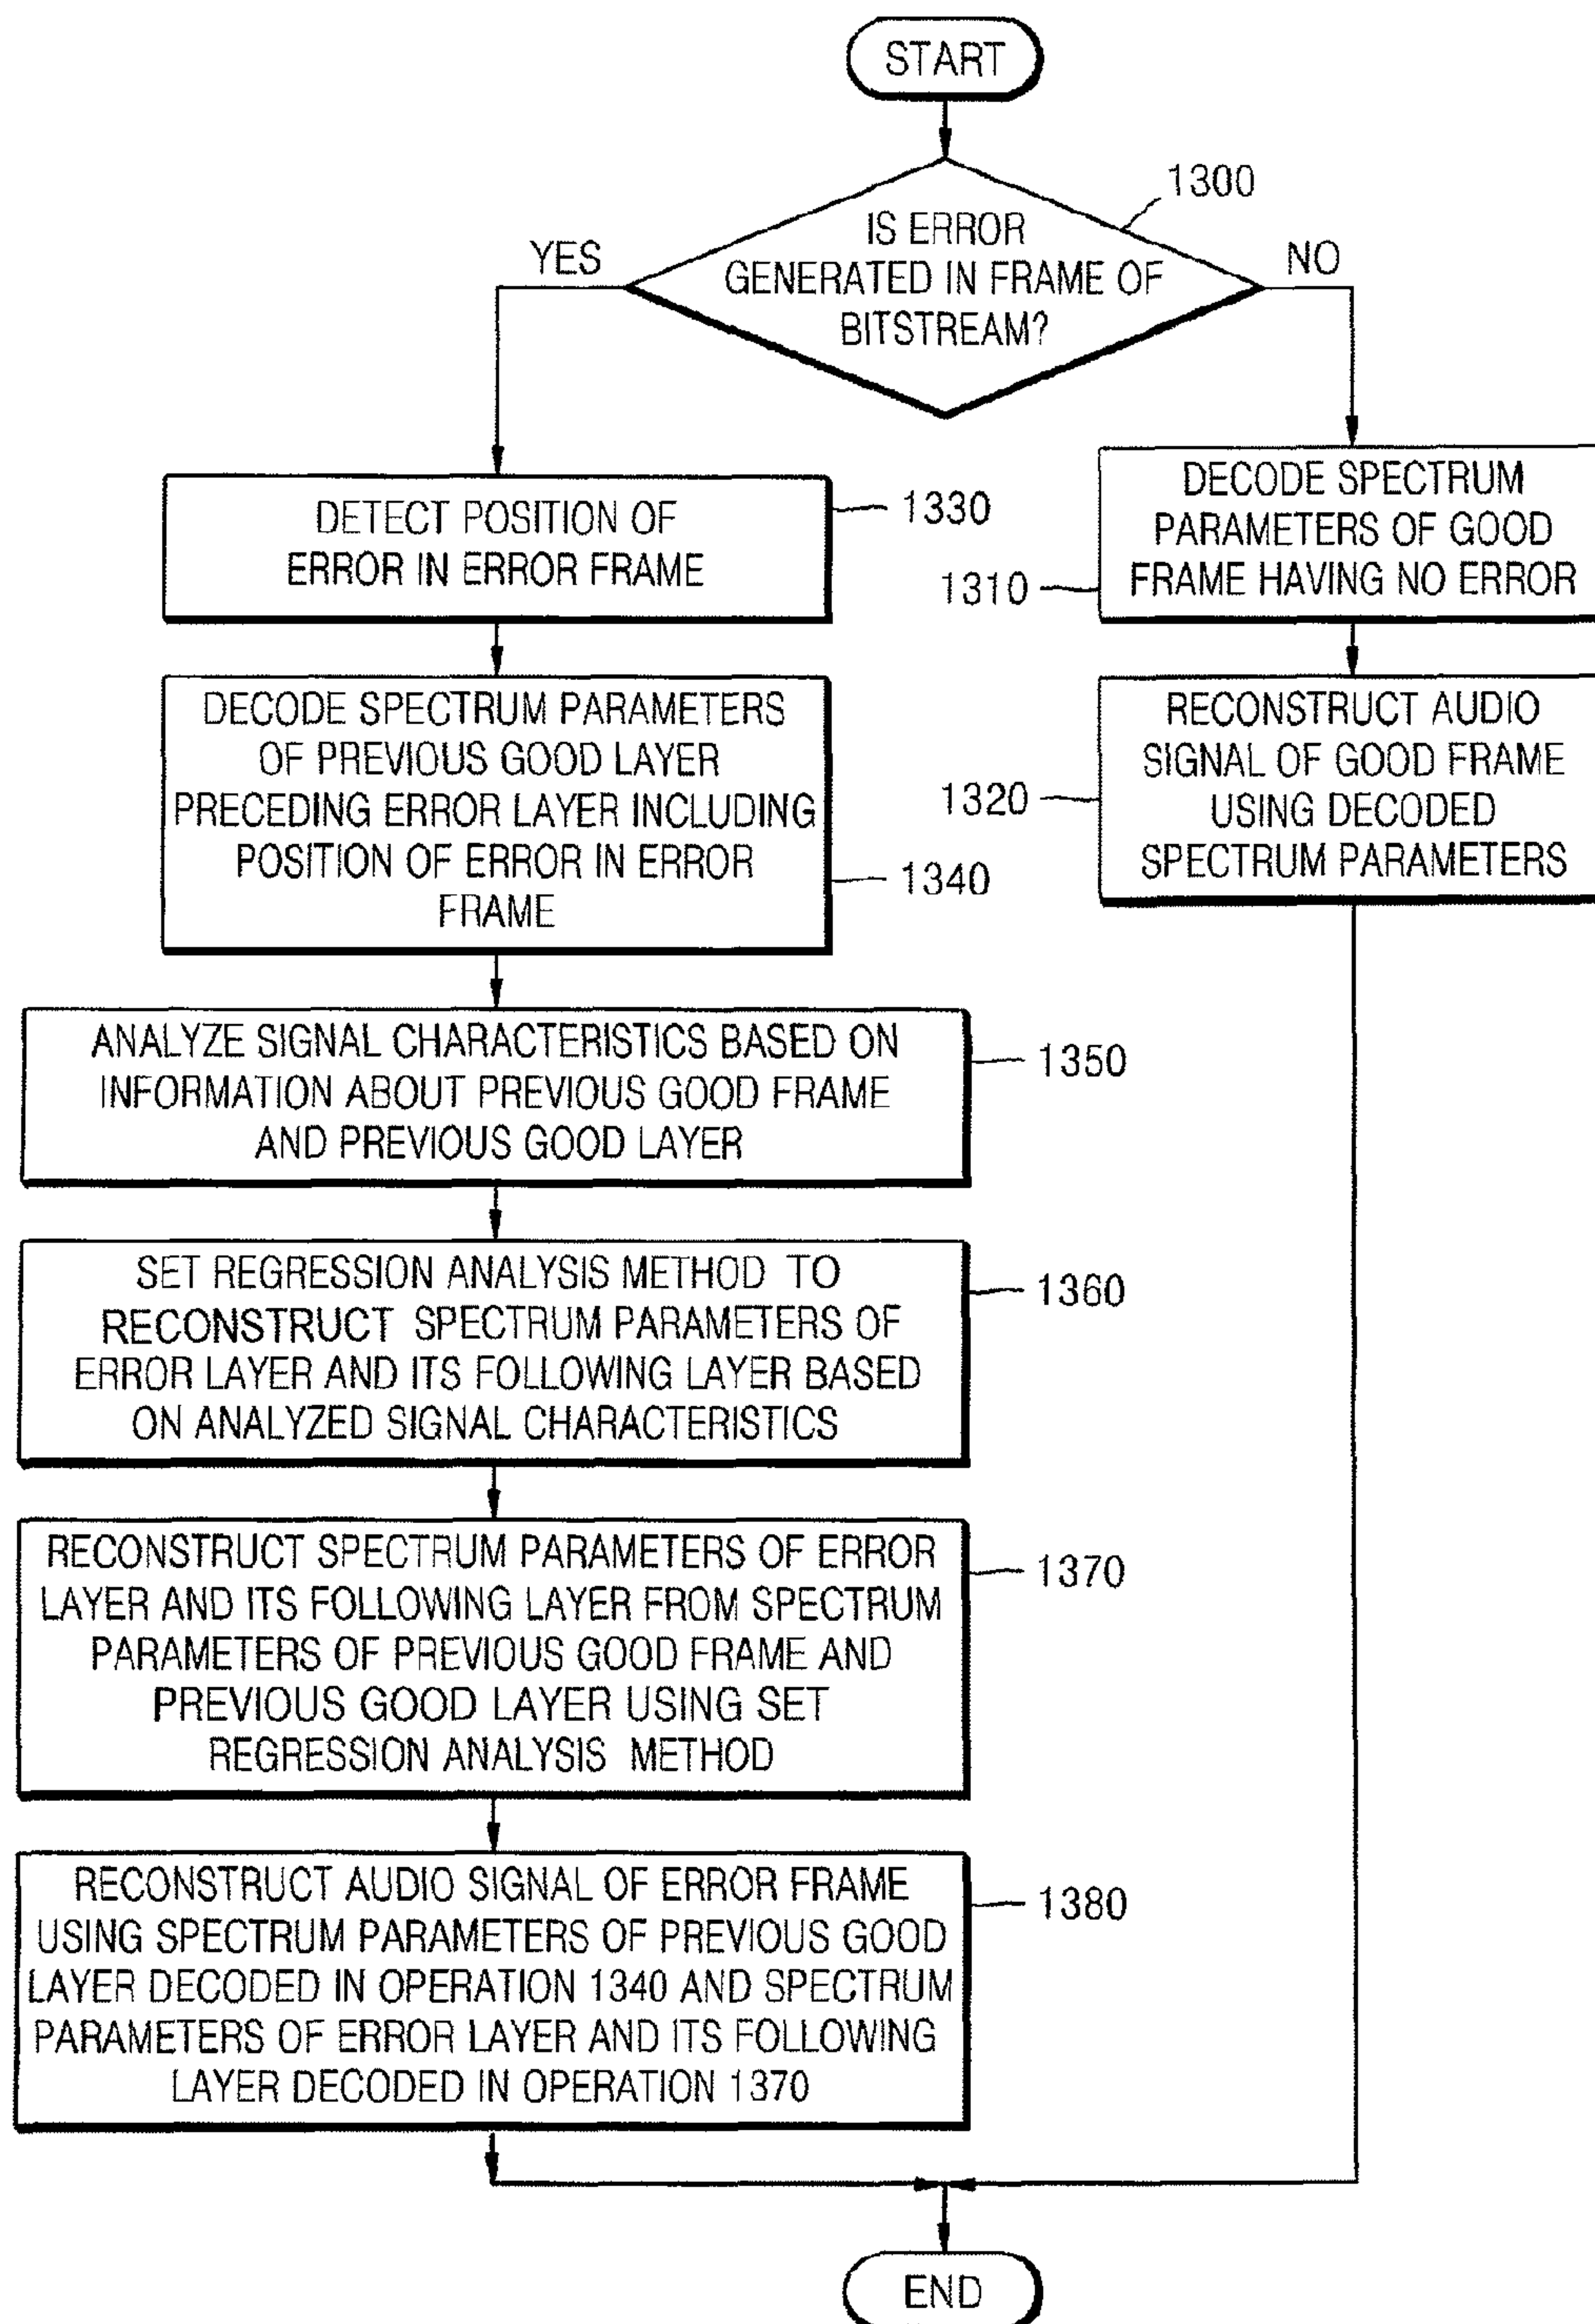 START
1300
IS ERROR
GENERATED IN FRAME OF
BITSTREAM?
YES
NO
DETECT POSITION OF
ERROR IN ERROR FRAME
1330
DECODE SPECTRUM
PARAMETERS OF GOOD
FRAME HAVING NO ERROR
1310
DECODE SPECTRUM PARAMETERS
OF PREVIOUS GOOD LAYER
PRECEDING ERROR LAYER INCLUDING
POSITION OF ERROR IN ERROR
FRAME
1340
RECONSTRUCT AUDIO
SIGNAL OF GOOD FRAME
USING DECODED
SPECTRUM PARAMETERS
1320
ANALYZE SIGNAL CHARACTERISTICS BASED ON
INFORMATION ABOUT PREVIOUS GOOD FRAME
AND PREVIOUS GOOD LAYER
1350
SET REGRESSION ANALYSIS METHOD TO
RECONSTRUCT SPECTRUM PARAMETERS OF
ERROR LAYER AND ITS FOLLOWING LAYER BASED
ON ANALYZED SIGNAL CHARACTERISTICS
1360
RECONSTRUCT SPECTRUM PARAMETERS OF ERROR
LAYER AND ITS FOLLOWING LAYER FROM SPECTRUM
PARAMETERS OF PREVIOUS GOOD FRAME AND
PREVIOUS GOOD LAYER USING SET
REGRESSION ANALYSIS METHOD
1370
RECONSTRUCT AUDIO SIGNAL OF ERROR FRAME
USING SPECTRUM PARAMETERS OF PREVIOUS GOOD
LAYER DECODED IN OPERATION 1340 AND SPECTRUM
PARAMETERS OF ERROR LAYER AND ITS FOLLOWING
LAYER DECODED IN OPERATION 1370
1380
END